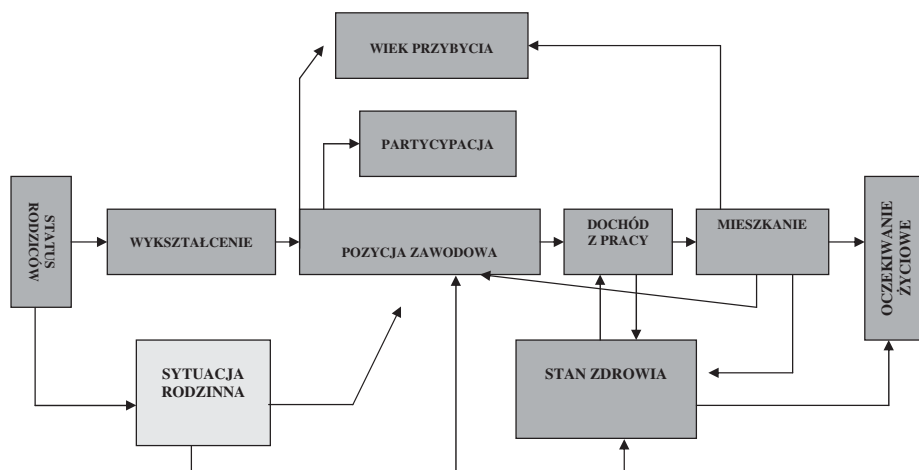 WIEK PRZYBYCIA
PARTYCYPACJA
STATUS
RODZICÓW
WYKSZTAŁCENIE
POZYCJA ZAWODOWA
DOCHÓD
Z PRACY
MIESZKANIE
OCZEKIWANIE
ŻYCIOWE
SYTUACJA
RODZINNA
STAN ZDROWIA